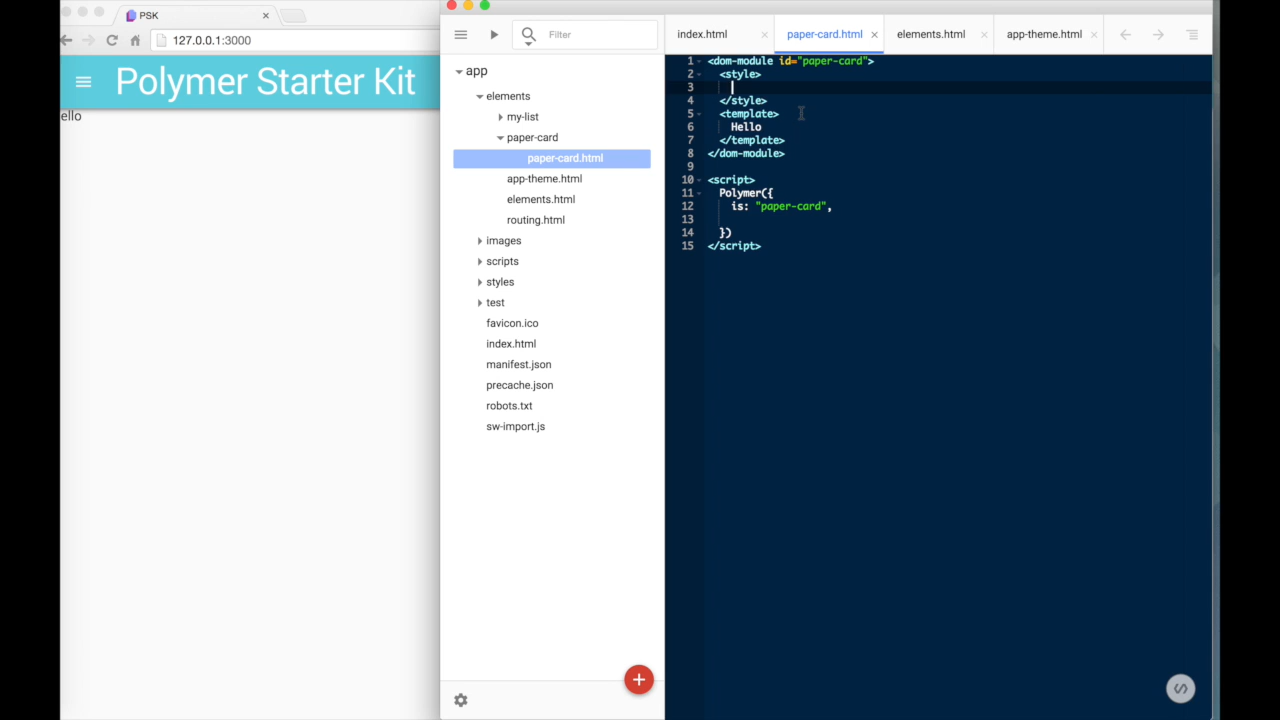 PSK
127.0.0.1:3000
Polymer Starter Kit
ello
Filter
app
elements
my-list
paper-card
paper-card.html
app-theme.html
elements.html
routing.html
images
scripts
styles
test
favicon.ico
index.html
manifest.json
precache.json
robots.txt
sw-import.js
index.html
paper-card.html
elements.html
app-theme.html
1 <dom-module id="paper-card">
2 <style>
3
4 </style>
5 <template>
6 Hello
7 </template>
8 </dom-module>
9
10 <script>
11 Polymer({
12 is: "paper-card",
13
14 })
15 </script>